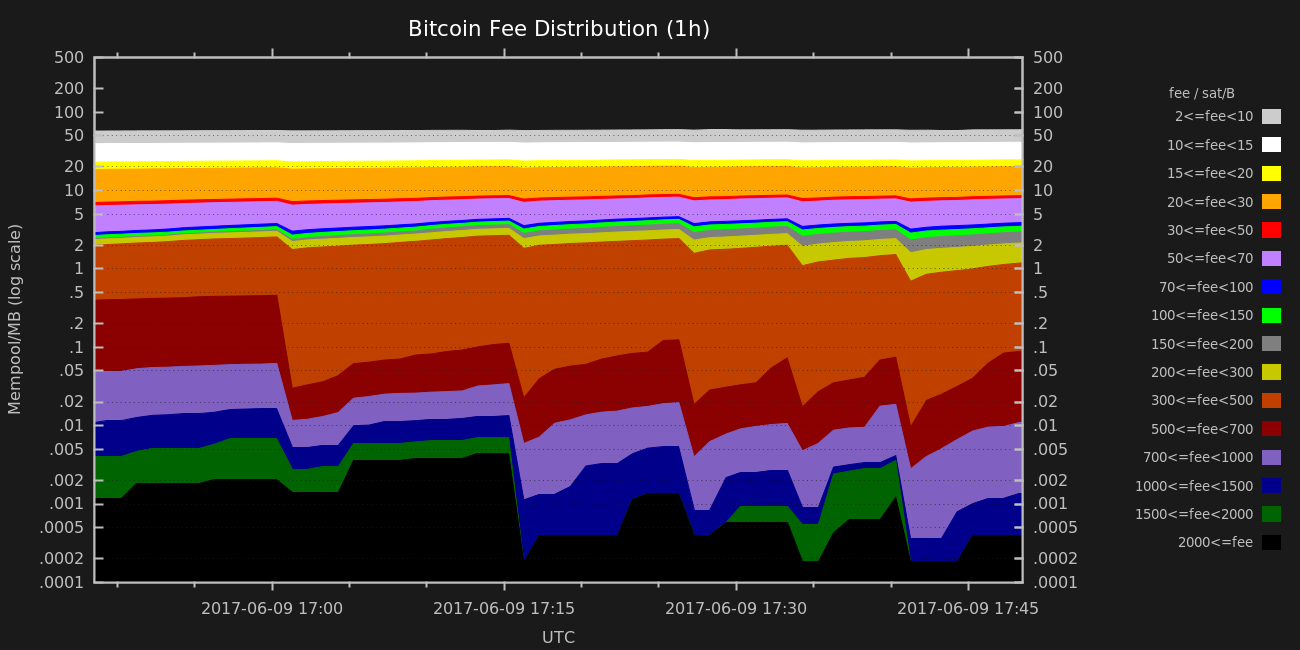 Bitcoin Fee Distribution (1h)
500
200
100
50
20
10
5
2
1
.5
.2
.1
.05
.02
.01
.005
.002
.001
.0005
.0002
.0001
Mempool/MB (log scale)
500
200
100
50
20
10
5
2
1
.5
.2
.1
.05
.02
.01
.005
.002
.001
.0005
.0002
.0001
2017-06-09 17:00
2017-06-09 17:15
2017-06-09 17:30
2017-06-09 17:45
UTC
fee / sat/B
2<=fee<10
10<=fee<15
15<=fee<20
20<=fee<30
30<=fee<50
50<=fee<70
70<=fee<100
100<=fee<150
150<=fee<200
200<=fee<300
300<=fee<500
500<=fee<700
700<=fee<1000
1000<=fee<1500
1500<=fee<2000
2000<=fee